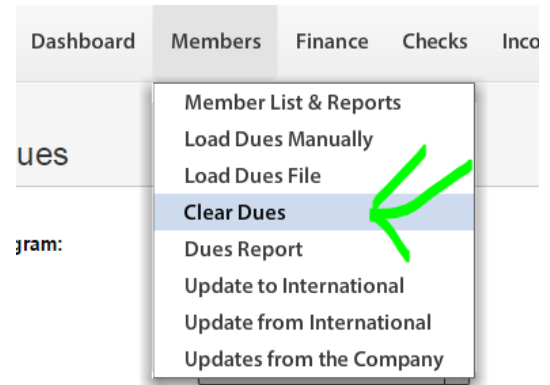 Dashboard Members Finance Checks Inco
Member List & Reports
ues
Load Dues Manually
Load Dues File
Clear Dues
gram:
Dues Report
Update to International
Update from International
Updates from the Company